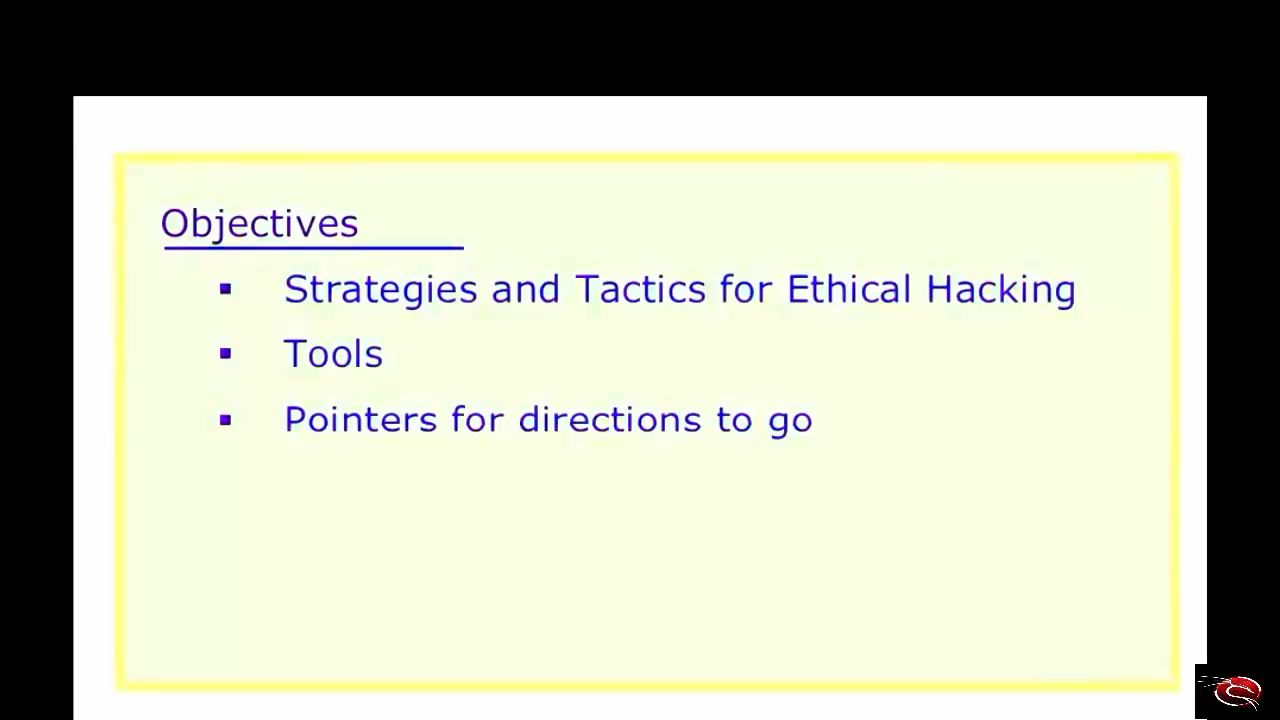 Objectives
▪ Strategies and Tactics for Ethical Hacking
▪ Tools
▪ Pointers for directions to go